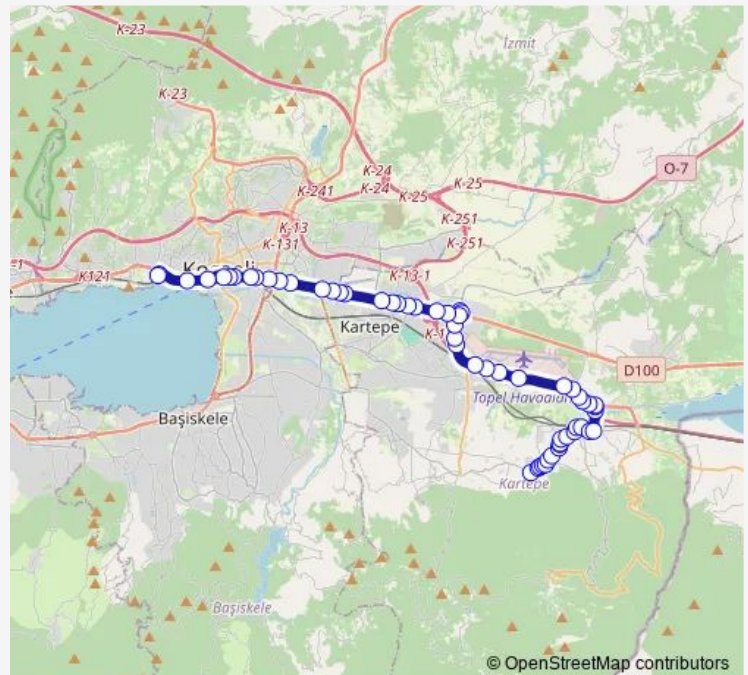 K-23
İzmit
K-23
O-7
K-24
K-241
K-24
K-25
K-25
K-251
K-13
K-131
K-251
K121
K-13-1
Kartepe
D100
Topel Havaalanı
Başiskele
Kartepe
Başiskele
© OpenStreetMap contributors